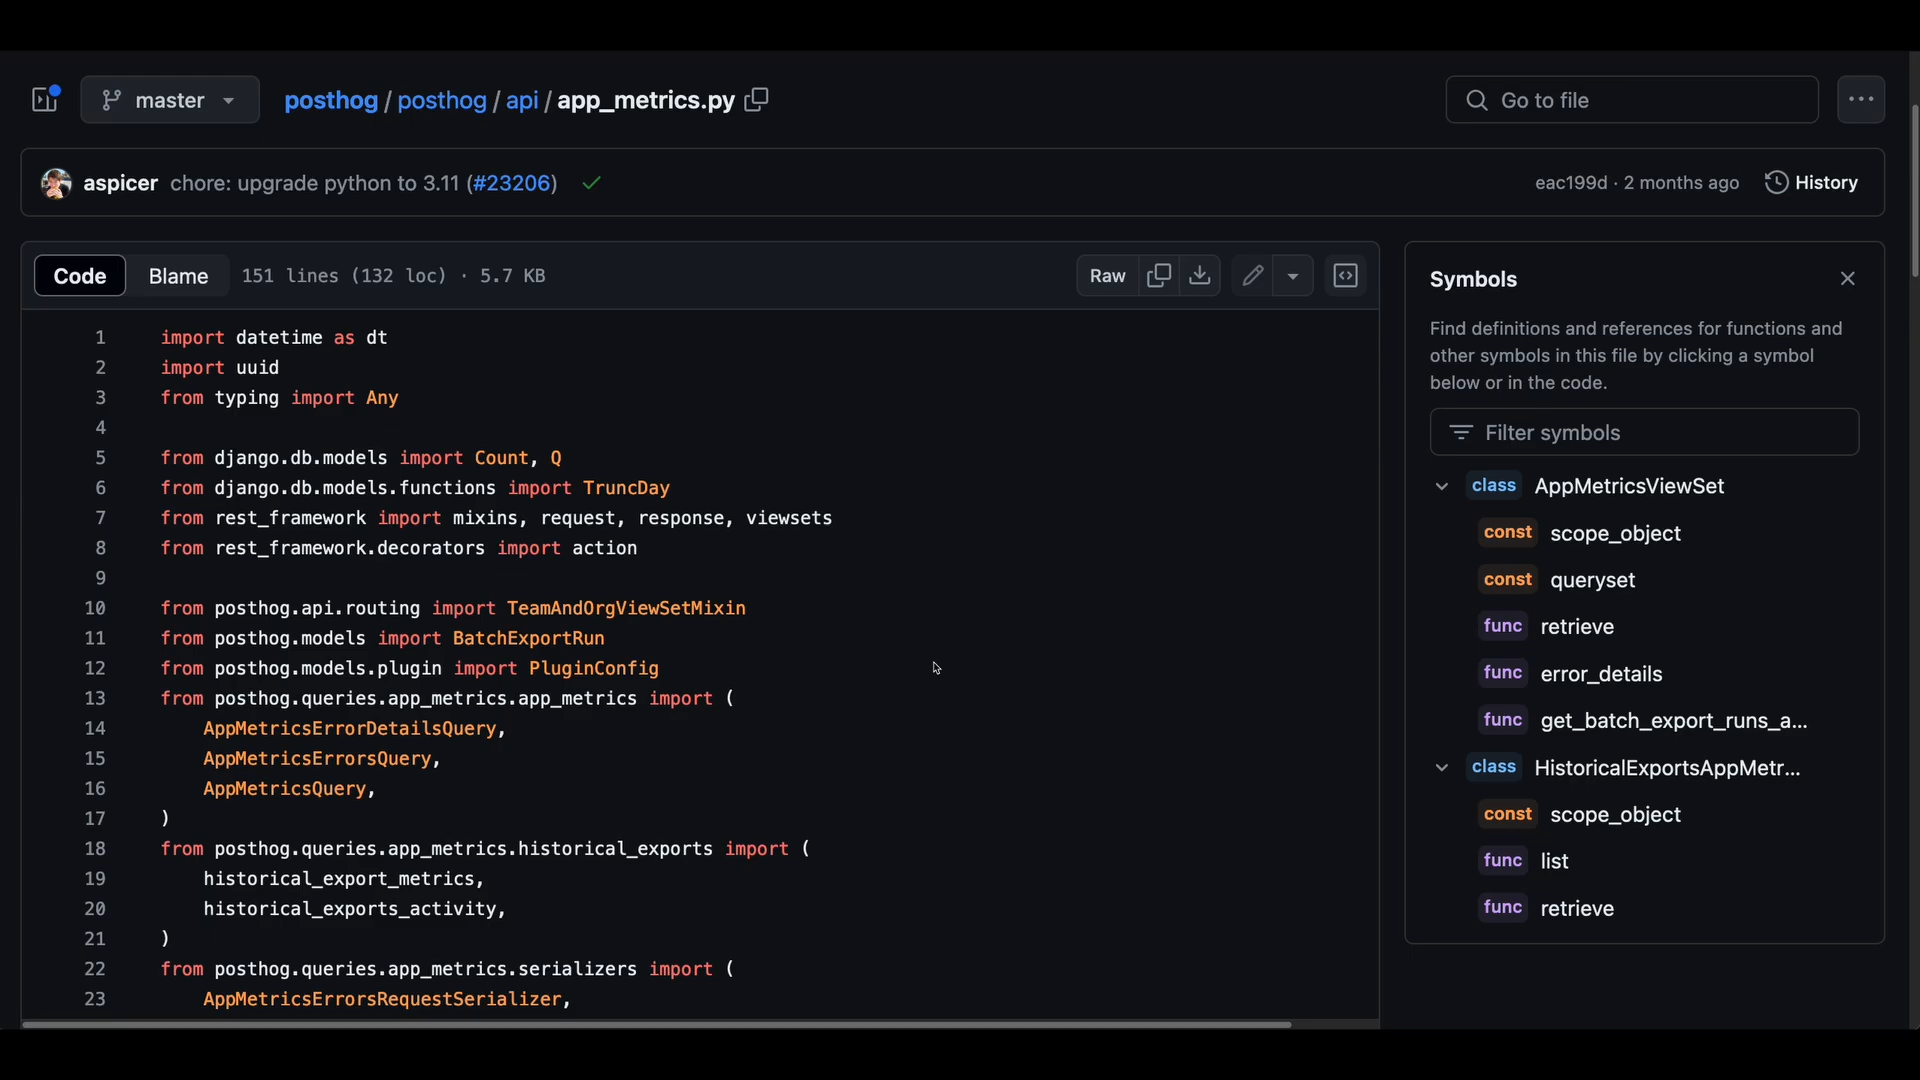 master
posthog / posthog / api / app_metrics.py
Go to file
aspicer chore: upgrade python to 3.11 (#23206)
eac199d · 2 months ago
History
Code
Blame
151 lines (132 loc) · 5.7 KB
Raw
1 import datetime as dt
2 import uuid
3 from typing import Any
4
5 from django.db.models import Count, Q
6 from django.db.models.functions import TruncDay
7 from rest_framework import mixins, request, response, viewsets
8 from rest_framework.decorators import action
9
10 from posthog.api.routing import TeamAndOrgViewSetMixin
11 from posthog.models import BatchExportRun
12 from posthog.models.plugin import PluginConfig
13 from posthog.queries.app_metrics.app_metrics import (
14 AppMetricsErrorDetailsQuery,
15 AppMetricsErrorsQuery,
16 AppMetricsQuery,
17 )
18 from posthog.queries.app_metrics.historical_exports import (
19 historical_export_metrics,
20 historical_exports_activity,
21 )
22 from posthog.queries.app_metrics.serializers import (
23 AppMetricsErrorsRequestSerializer,
Symbols
Find definitions and references for functions and
other symbols in this file by clicking a symbol
below or in the code.
Filter symbols
class AppMetricsViewSet
const scope_object
const queryset
func retrieve
func error_details
func get_batch_export_runs_a...
class HistoricalExportsAppMetr...
const scope_object
func list
func retrieve